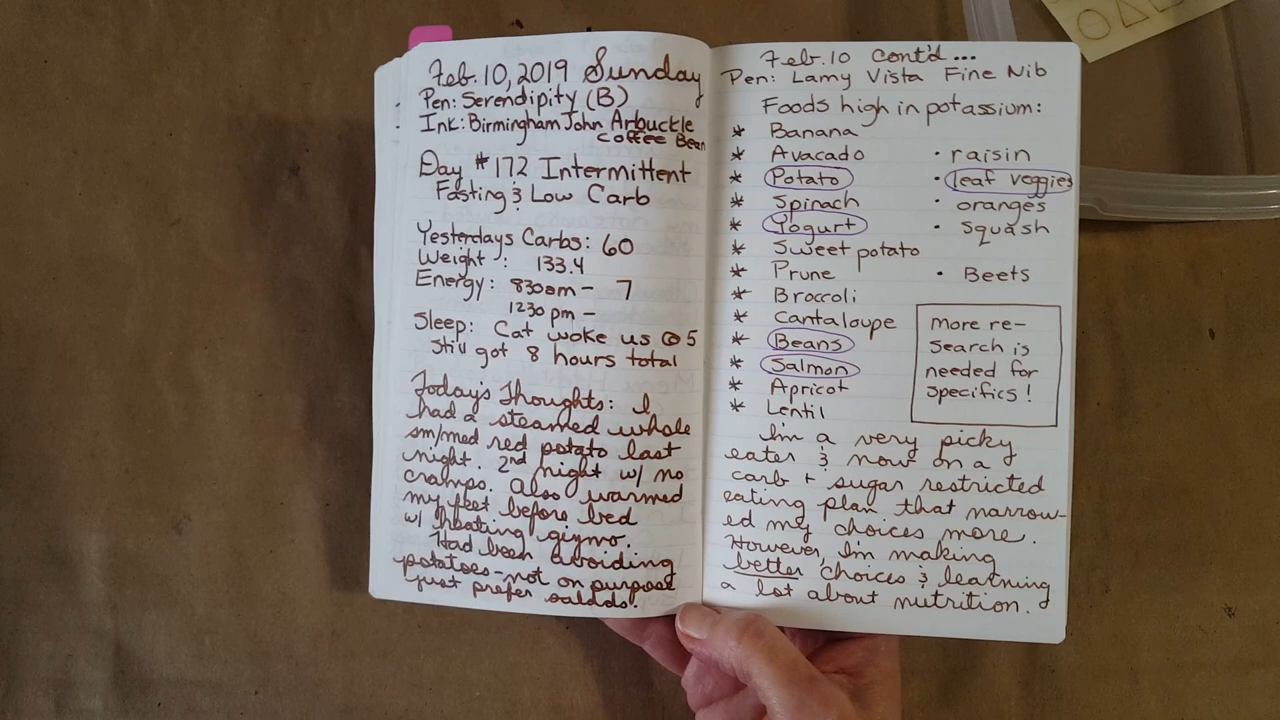 Feb. 10, 2019 Sunday
Pen: Serendipity (B)
Ink: Birmingham John Arbuckle
Coffee Bean
Day #172 Intermittent
Fasting & Low Carb
Yesterdays Carbs: 60
Weight: 133.4
Energy: 830am - 7
1230 pm -
Sleep: Cat woke us @ 5
Still got 8 hours total
Today's Thoughts: I
had a steamed whole
sm/med red potato last
night. 2nd night w/ no
cramps. Also warmed
my feet before bed
w/ heating gizmo.
Had been avoiding
potatoes - not on purpose
just prefer salads.
Feb. 10 cont'd...
Pen: Lamy Vista Fine Nib
Foods high in potassium:
* Banana
* Avacado · raisin
* Potato · leaf veggies
* Spinach · oranges
* Yogurt · Squash
* Sweet potato
* Prune · Beets
* Broccoli
* Cantaloupe
* Beans
* Salmon
* Apricot
* Lentil
More re-
search is
needed for
specifics!
I'm a very picky
eater & now on a
carb + sugar restricted
eating plan that narrow-
ed my choices more.
However, I'm making
better choices & learning
a lot about nutrition.